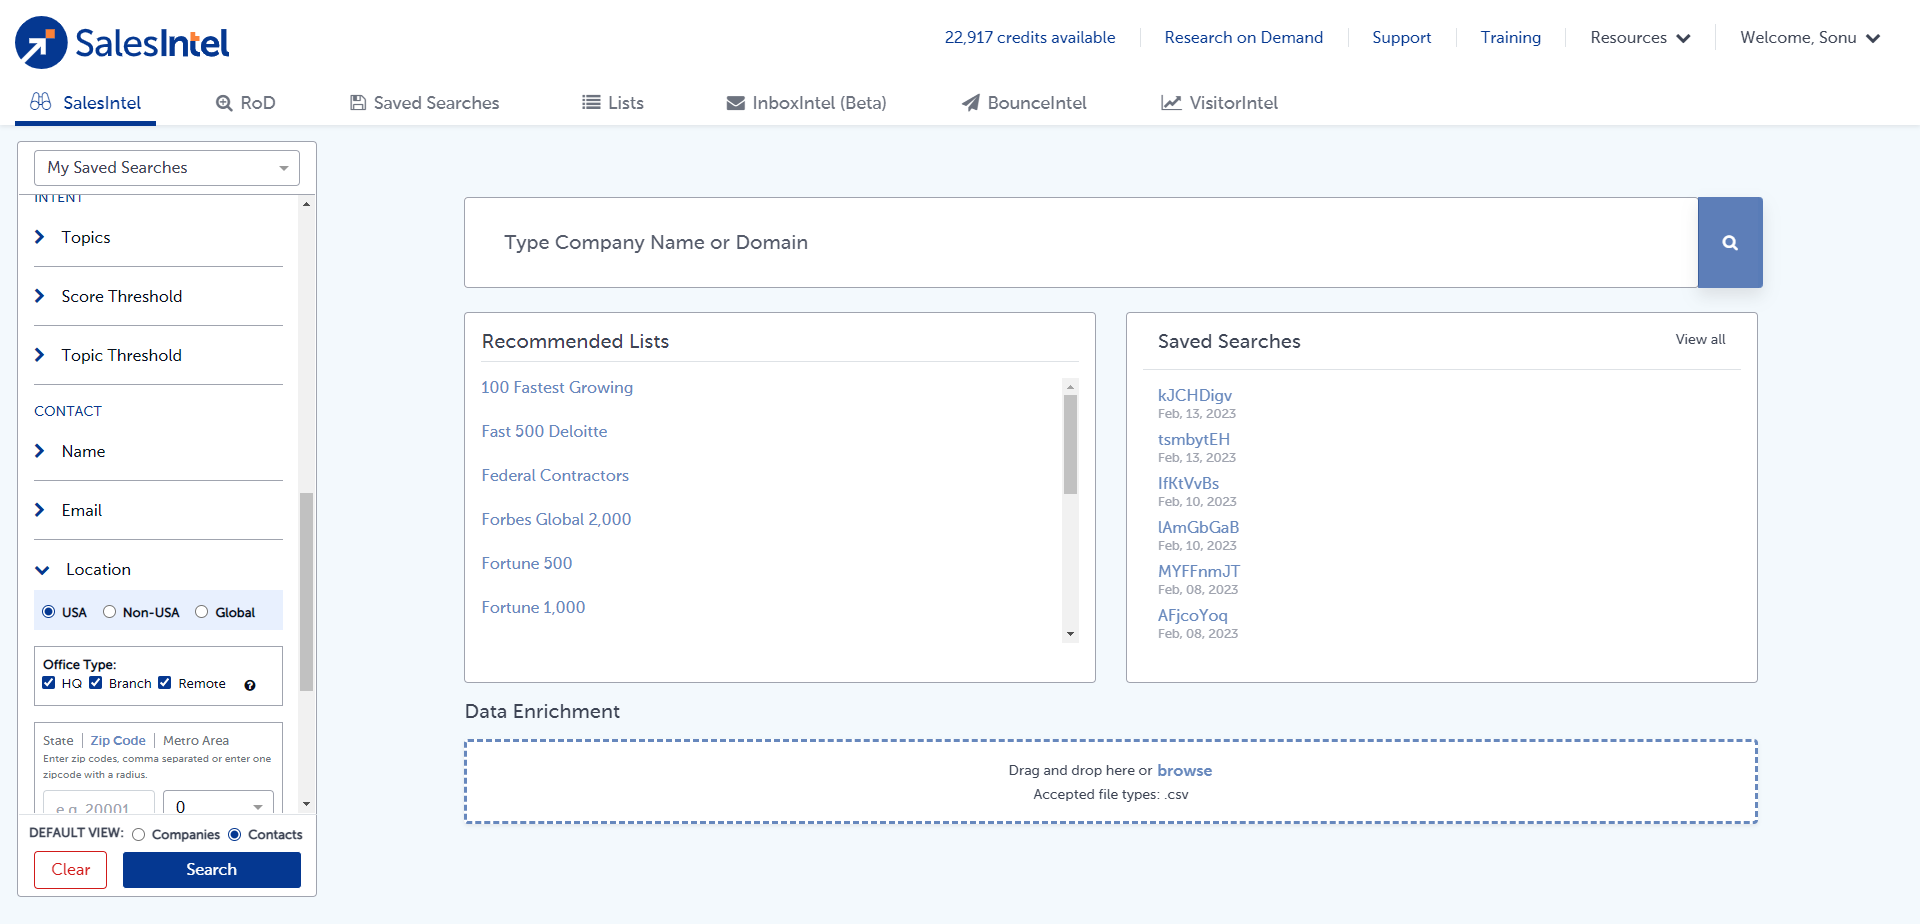 SalesIntel
22,917 credits available
Research on Demand
Support
Training
Resources
Welcome, Sonu
SalesIntel
RoD
Saved Searches
Lists
InboxIntel (Beta)
BounceIntel
VisitorIntel
My Saved Searches
INTENT
Topics
Score Threshold
Topic Threshold
CONTACT
Name
Email
Location
USA Non-USA Global
Office Type:
HQ Branch Remote
State | Zip Code | Metro Area
Enter zip codes, comma separated or enter one
zipcode with a radius.
e.g. 20001 0
DEFAULT VIEW: Companies Contacts
Clear Search
Type Company Name or Domain
Recommended Lists
100 Fastest Growing
Fast 500 Deloitte
Federal Contractors
Forbes Global 2,000
Fortune 500
Fortune 1,000
Saved Searches View all
kJCHDigv
Feb, 13, 2023
tsmbytEH
Feb, 13, 2023
IfKtVvBs
Feb, 10, 2023
lAmGbGaB
Feb, 10, 2023
MYFFnmJT
Feb, 08, 2023
AFjcoYoq
Feb, 08, 2023
Data Enrichment
Drag and drop here or browse
Accepted file types: .csv